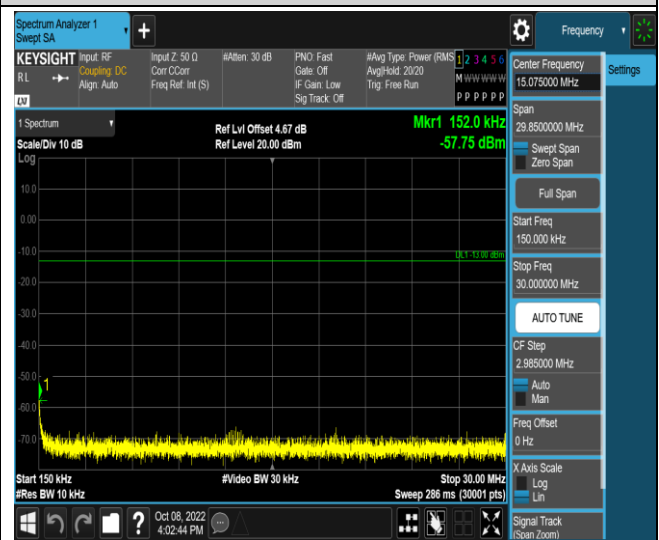 Spectrum Analyzer 1
Swept SA
Frequency
KEYSIGHT
RL
LXI
Input: RF
Coupling: DC
Align: Auto
Input Z: 50 Ω
Corr CCorr
Freq Ref: Int (S)
#Atten: 30 dB
PNO: Fast
Gate: Off
IF Gain: Low
Sig Track: Off
#Avg Type: Power (RMS
Avg|Hold: 20/20
Trig: Free Run
1 2 3 4 5 6
M W W W W W
P P P P P P
1 Spectrum
Scale/Div 10 dB
Log
Ref Lvl Offset 4.67 dB
Ref Level 20.00 dBm
Mkr1 152.0 kHz
-57.75 dBm
10.0
0.00
-10.0
DL1 -13.00 dBm
-20.0
-30.0
-40.0
-50.0
1
-60.0
-70.0
Start 150 kHz
#Res BW 10 kHz
#Video BW 30 kHz
Stop 30.00 MHz
Sweep 286 ms (30001 pts)
Oct 08, 2022
4:02:44 PM
Center Frequency
15.075000 MHz
Settings
Span
29.8500000 MHz
Swept Span
Zero Span
Full Span
Start Freq
150.000 kHz
Stop Freq
30.000000 MHz
AUTO TUNE
CF Step
2.985000 MHz
Auto
Man
Freq Offset
0 Hz
X Axis Scale
Log
Lin
Signal Track
(Span Zoom)